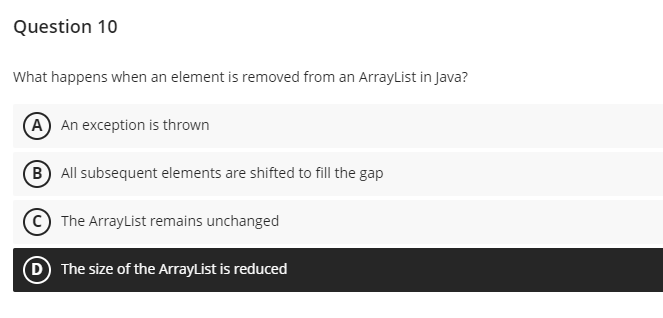 Question 10
What happens when an element is removed from an ArrayList in Java?
A An exception is thrown
B All subsequent elements are shifted to fill the gap
C The ArrayList remains unchanged
D The size of the ArrayList is reduced